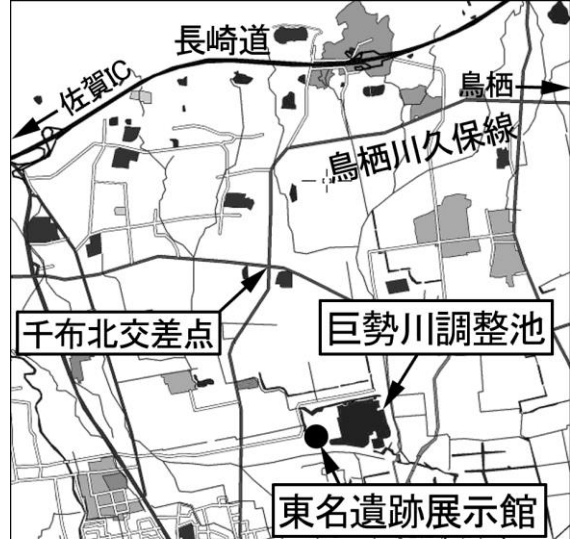 長崎道
佐賀IC
鳥栖
鳥栖川久保線
千布北交差点
巨勢川調整池
東名遺跡展示館